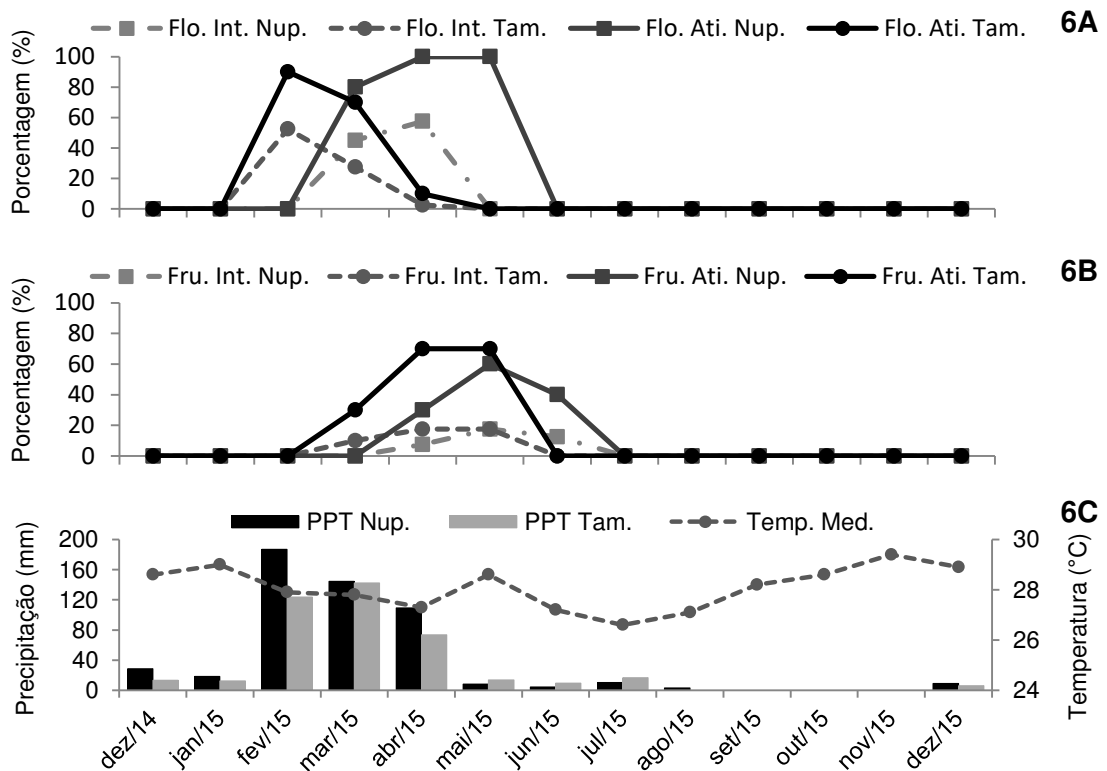 Flo. Int. Nup. Flo. Int. Tam. Flo. Ati. Nup. Flo. Ati. Tam. 6A
Porcentagem (%)
100
80
60
40
20
0
Fru. Int. Nup. Fru. Int. Tam. Fru. Ati. Nup. Fru. Ati. Tam. 6B
Porcentagem (%)
100
80
60
40
20
0
PPT Nup. PPT Tam. Temp. Med. 6C
Precipitação (mm)
200
160
120
80
40
0
30
28
26
24
Temperatura (°C)
dez/14 jan/15 fev/15 mar/15 abr/15 mai/15 jun/15 jul/15 ago/15 set/15 out/15 nov/15 dez/15